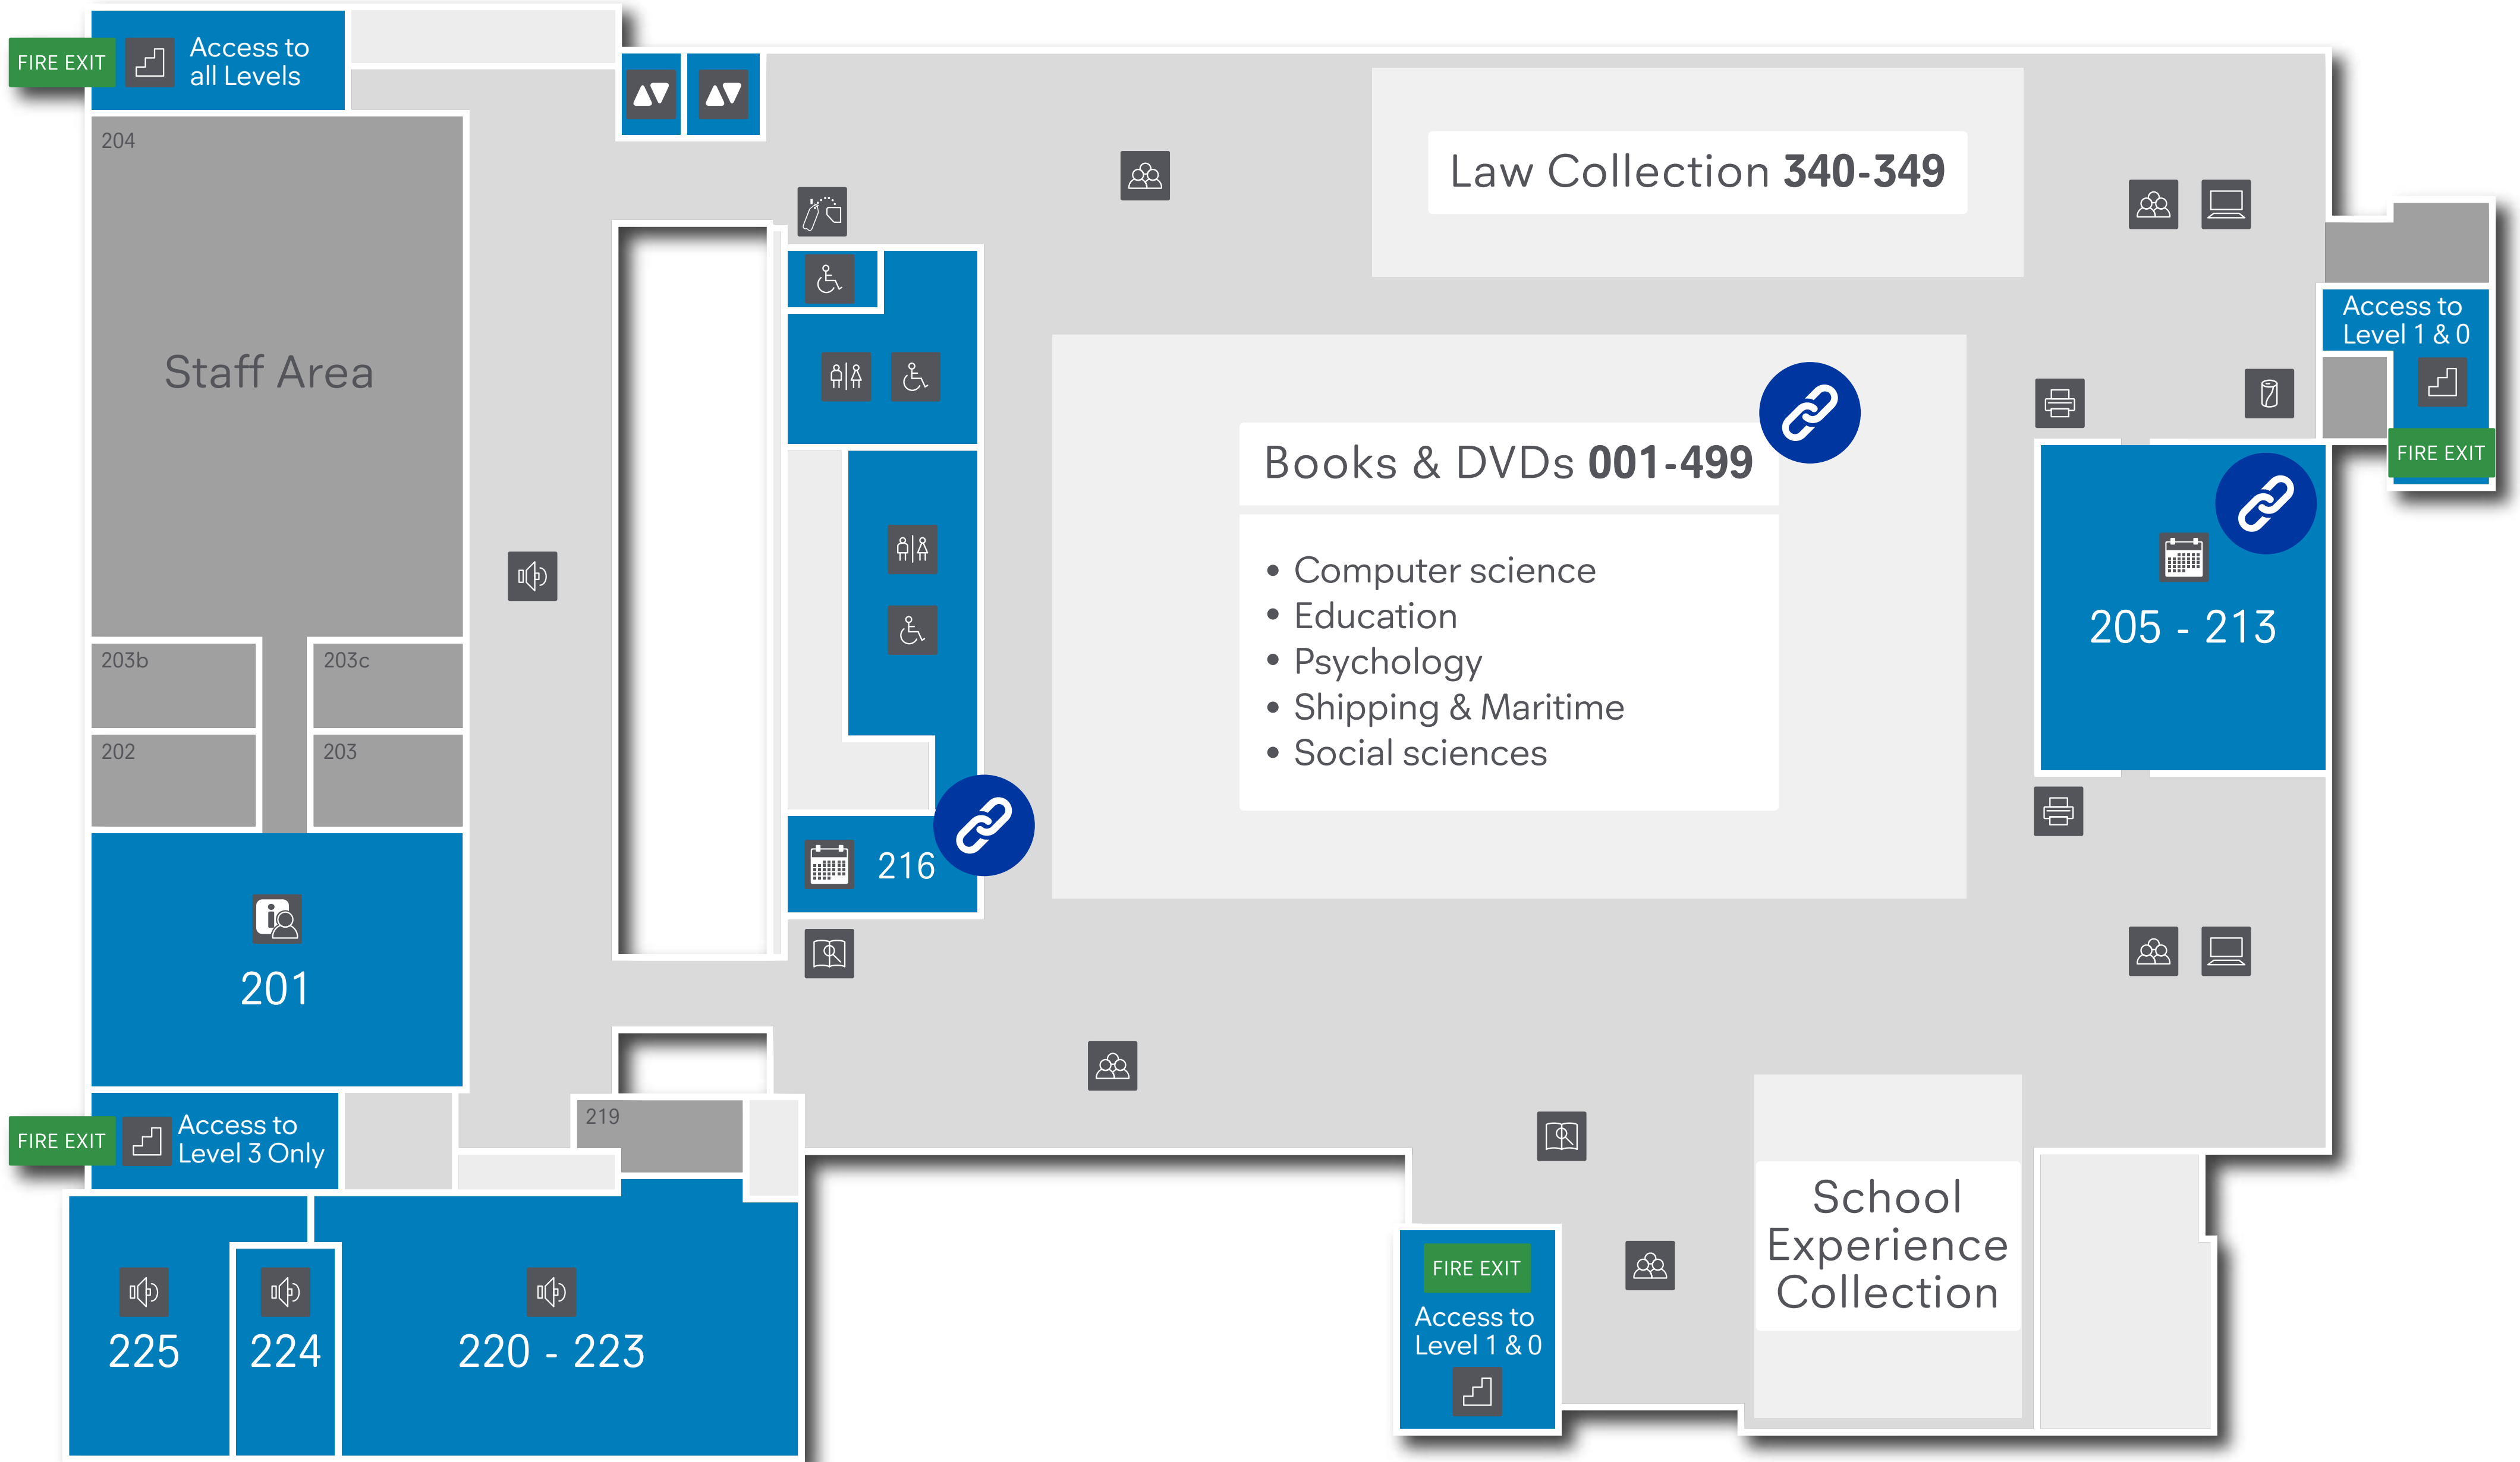 FIRE EXIT
Access to
all Levels
204
Staff Area
Law Collection 340-349
Access to
Level 1 & 0
FIRE EXIT
Books & DVDs 001-499
• Computer science
• Education
• Psychology
• Shipping & Maritime
• Social sciences
205 - 213
203b
203c
202
203
216
201
FIRE EXIT
Access to
Level 3 Only
219
225
224
220 - 223
FIRE EXIT
Access to
Level 1 & 0
School
Experience
Collection